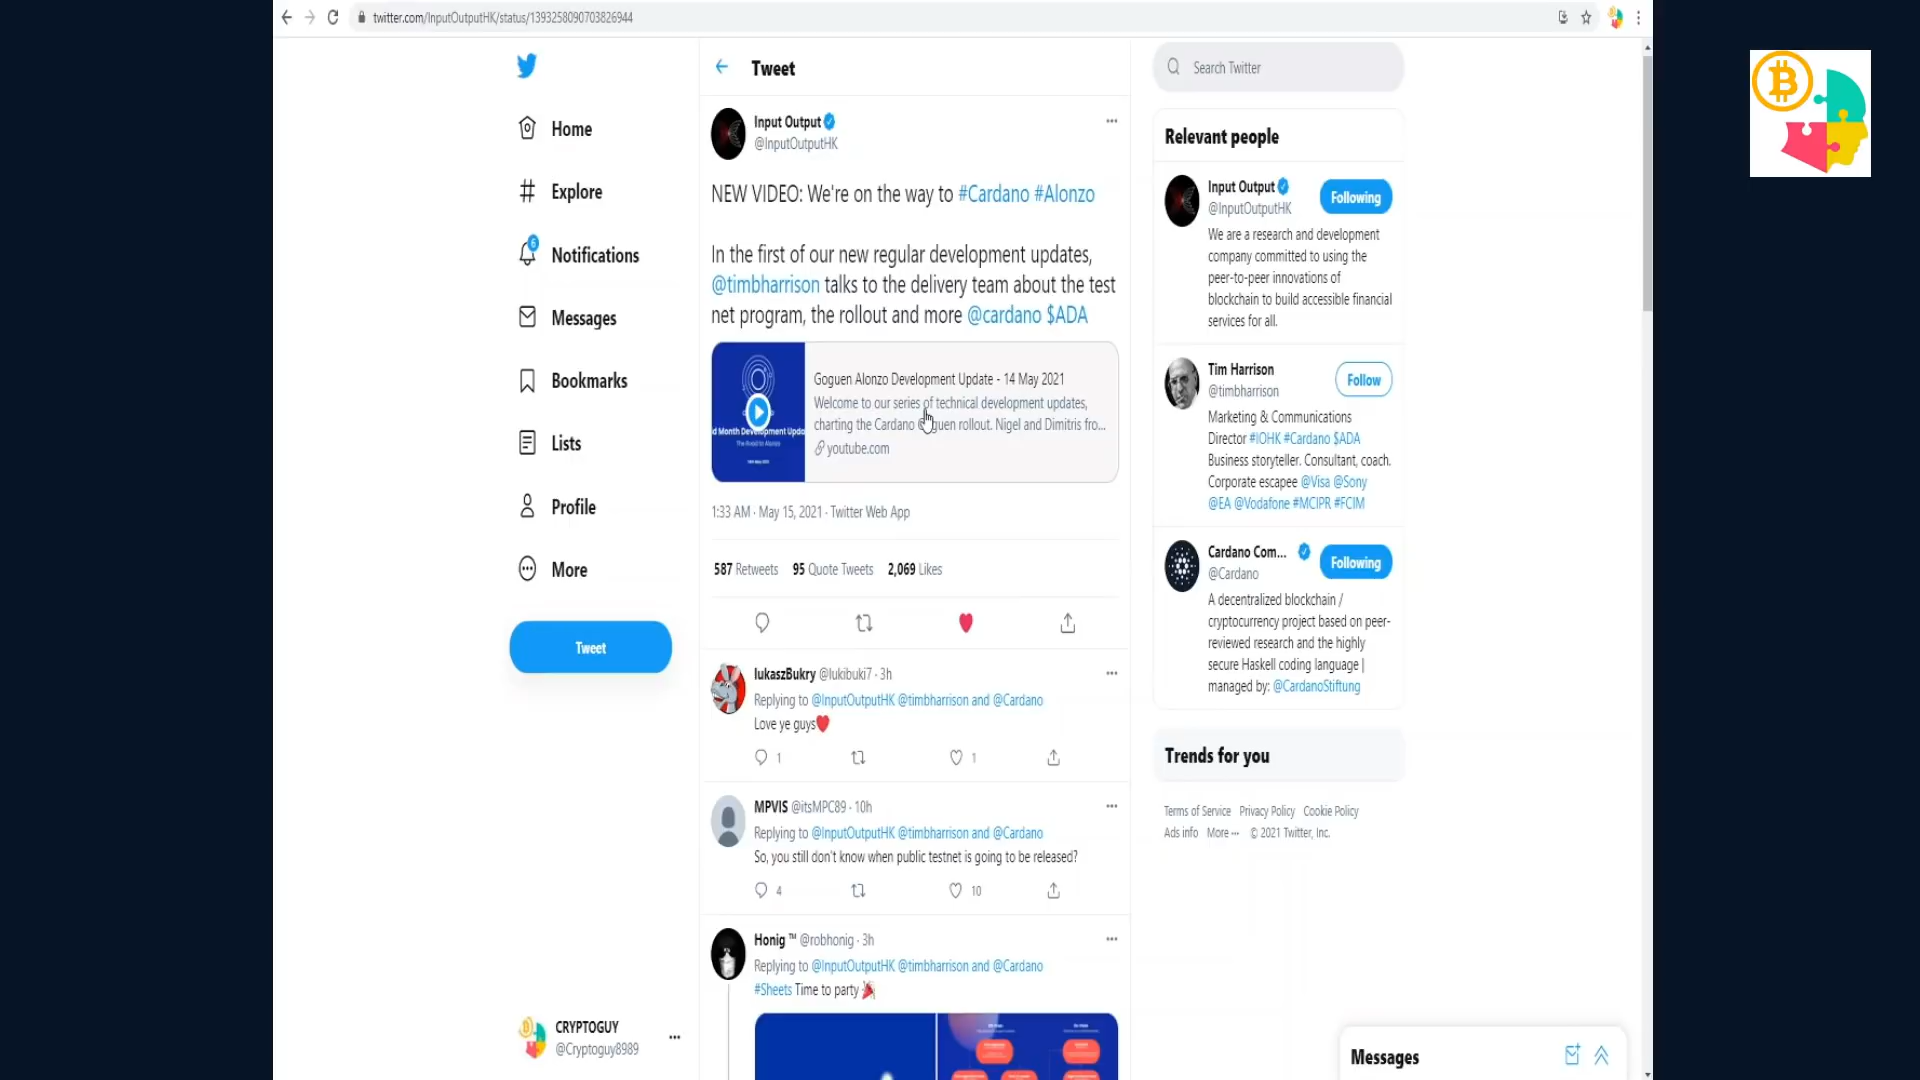 twitter.com/InputOutputHK/status/1393258090703826944
Home
Explore
6
Notifications
Messages
Bookmarks
Lists
Profile
More
Tweet
CRYPTOGUY
@Cryptoguy8989
Tweet
Input Output
@InputOutputHK
NEW VIDEO: We're on the way to #Cardano #Alonzo
In the first of our new regular development updates,
@timbharrison talks to the delivery team about the test
net program, the rollout and more @cardano $ADA
d Month Development Upda
The Road to Alonzo
Goguen Alonzo Development Update - 14 May 2021
Welcome to our series of technical development updates,
charting the Cardano Goguen rollout. Nigel and Dimitris fro...
youtube.com
1:33 AM · May 15, 2021 · Twitter Web App
587 Retweets 95 Quote Tweets 2,069 Likes
lukaszBukry @lukibuki7 · 3h
Replying to @InputOutputHK @timbharrison and @Cardano
Love ye guys
1 1
MPVIS @itsMPC89 · 10h
Replying to @InputOutputHK @timbharrison and @Cardano
So, you still don't know when public testnet is going to be released?
4 10
Honig ™ @robhonig · 3h
Replying to @InputOutputHK @timbharrison and @Cardano
#Sheets Time to party
Search Twitter
Relevant people
Input Output
@InputOutputHK
Following
We are a research and development
company committed to using the
peer-to-peer innovations of
blockchain to build accessible financial
services for all.
Tim Harrison
@timbharrison
Follow
Marketing & Communications
Director #IOHK #Cardano $ADA
Business storyteller. Consultant, coach.
Corporate escapee @Visa @Sony
@EA @Vodafone #MCIPR #FCIM
Cardano Com...
@Cardano
Following
A decentralized blockchain /
cryptocurrency project based on peer-
reviewed research and the highly
secure Haskell coding language |
managed by: @CardanoStiftung
Trends for you
Terms of Service Privacy Policy Cookie Policy
Ads info More ··· © 2021 Twitter, Inc.
Messages